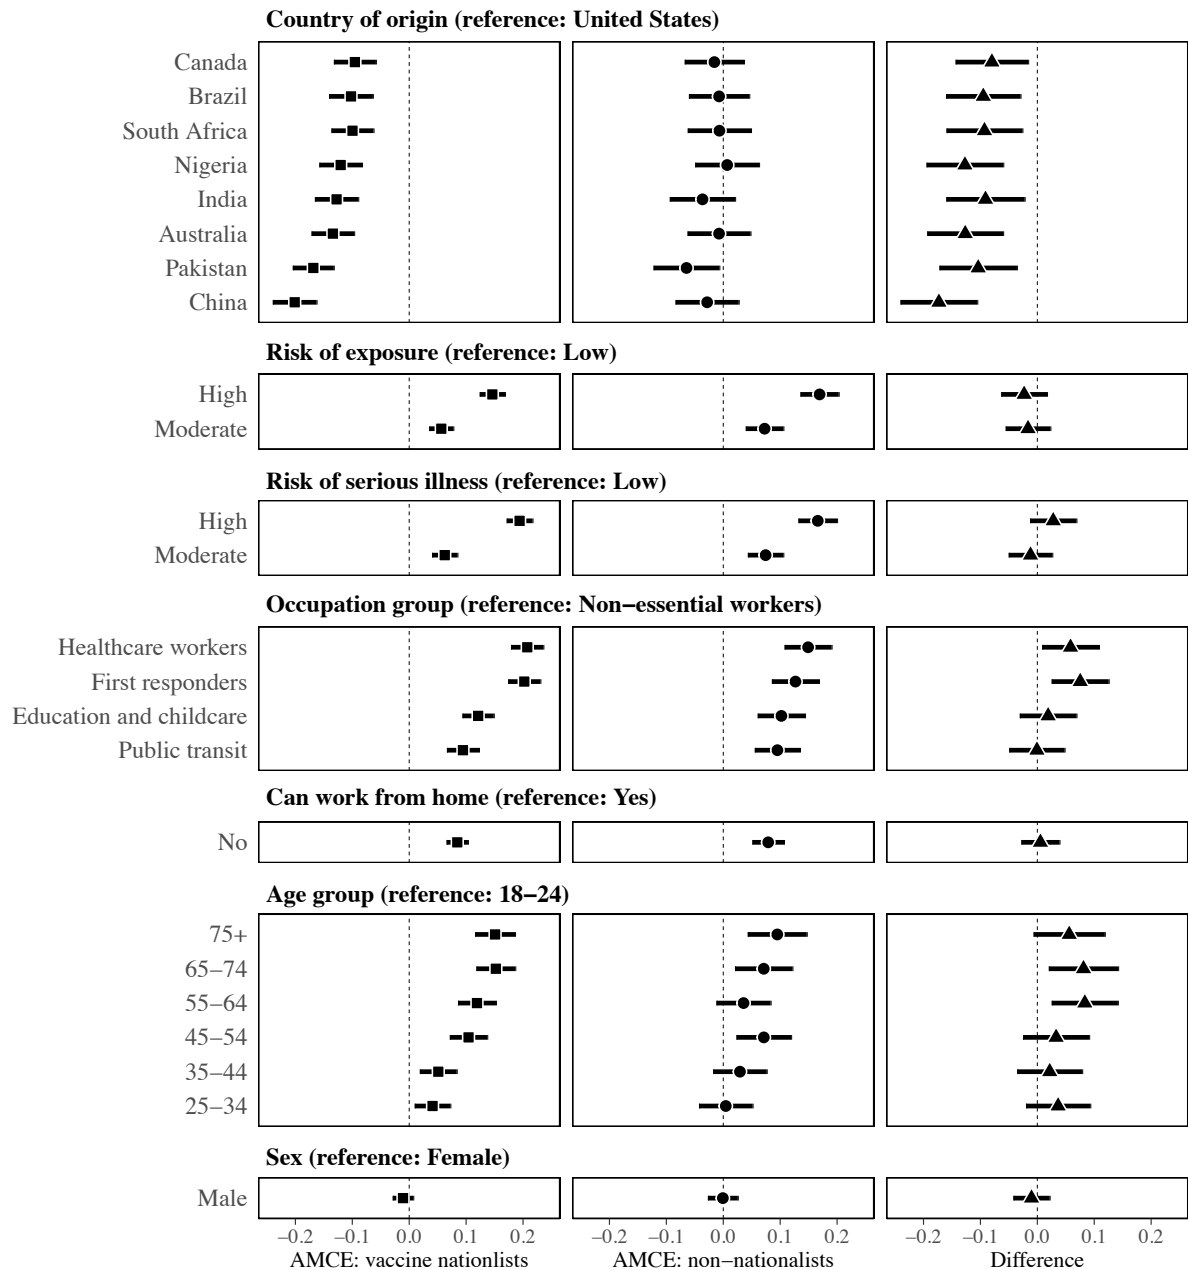 Country of origin (reference: United States)
Canada
Brazil
South Africa
Nigeria
India
Australia
Pakistan
China
Risk of exposure (reference: Low)
High
Moderate
Risk of serious illness (reference: Low)
High
Moderate
Occupation group (reference: Non−essential workers)
Healthcare workers
First responders
Education and childcare
Public transit
Can work from home (reference: Yes)
No
Age group (reference: 18−24)
75+
65−74
55−64
45−54
35−44
25−34
Sex (reference: Female)
Male
−0.2 −0.1 0.0 0.1 0.2 −0.2 −0.1 0.0 0.1 0.2 −0.2 −0.1 0.0 0.1 0.2
AMCE: vaccine nationlists AMCE: non−nationalists Difference